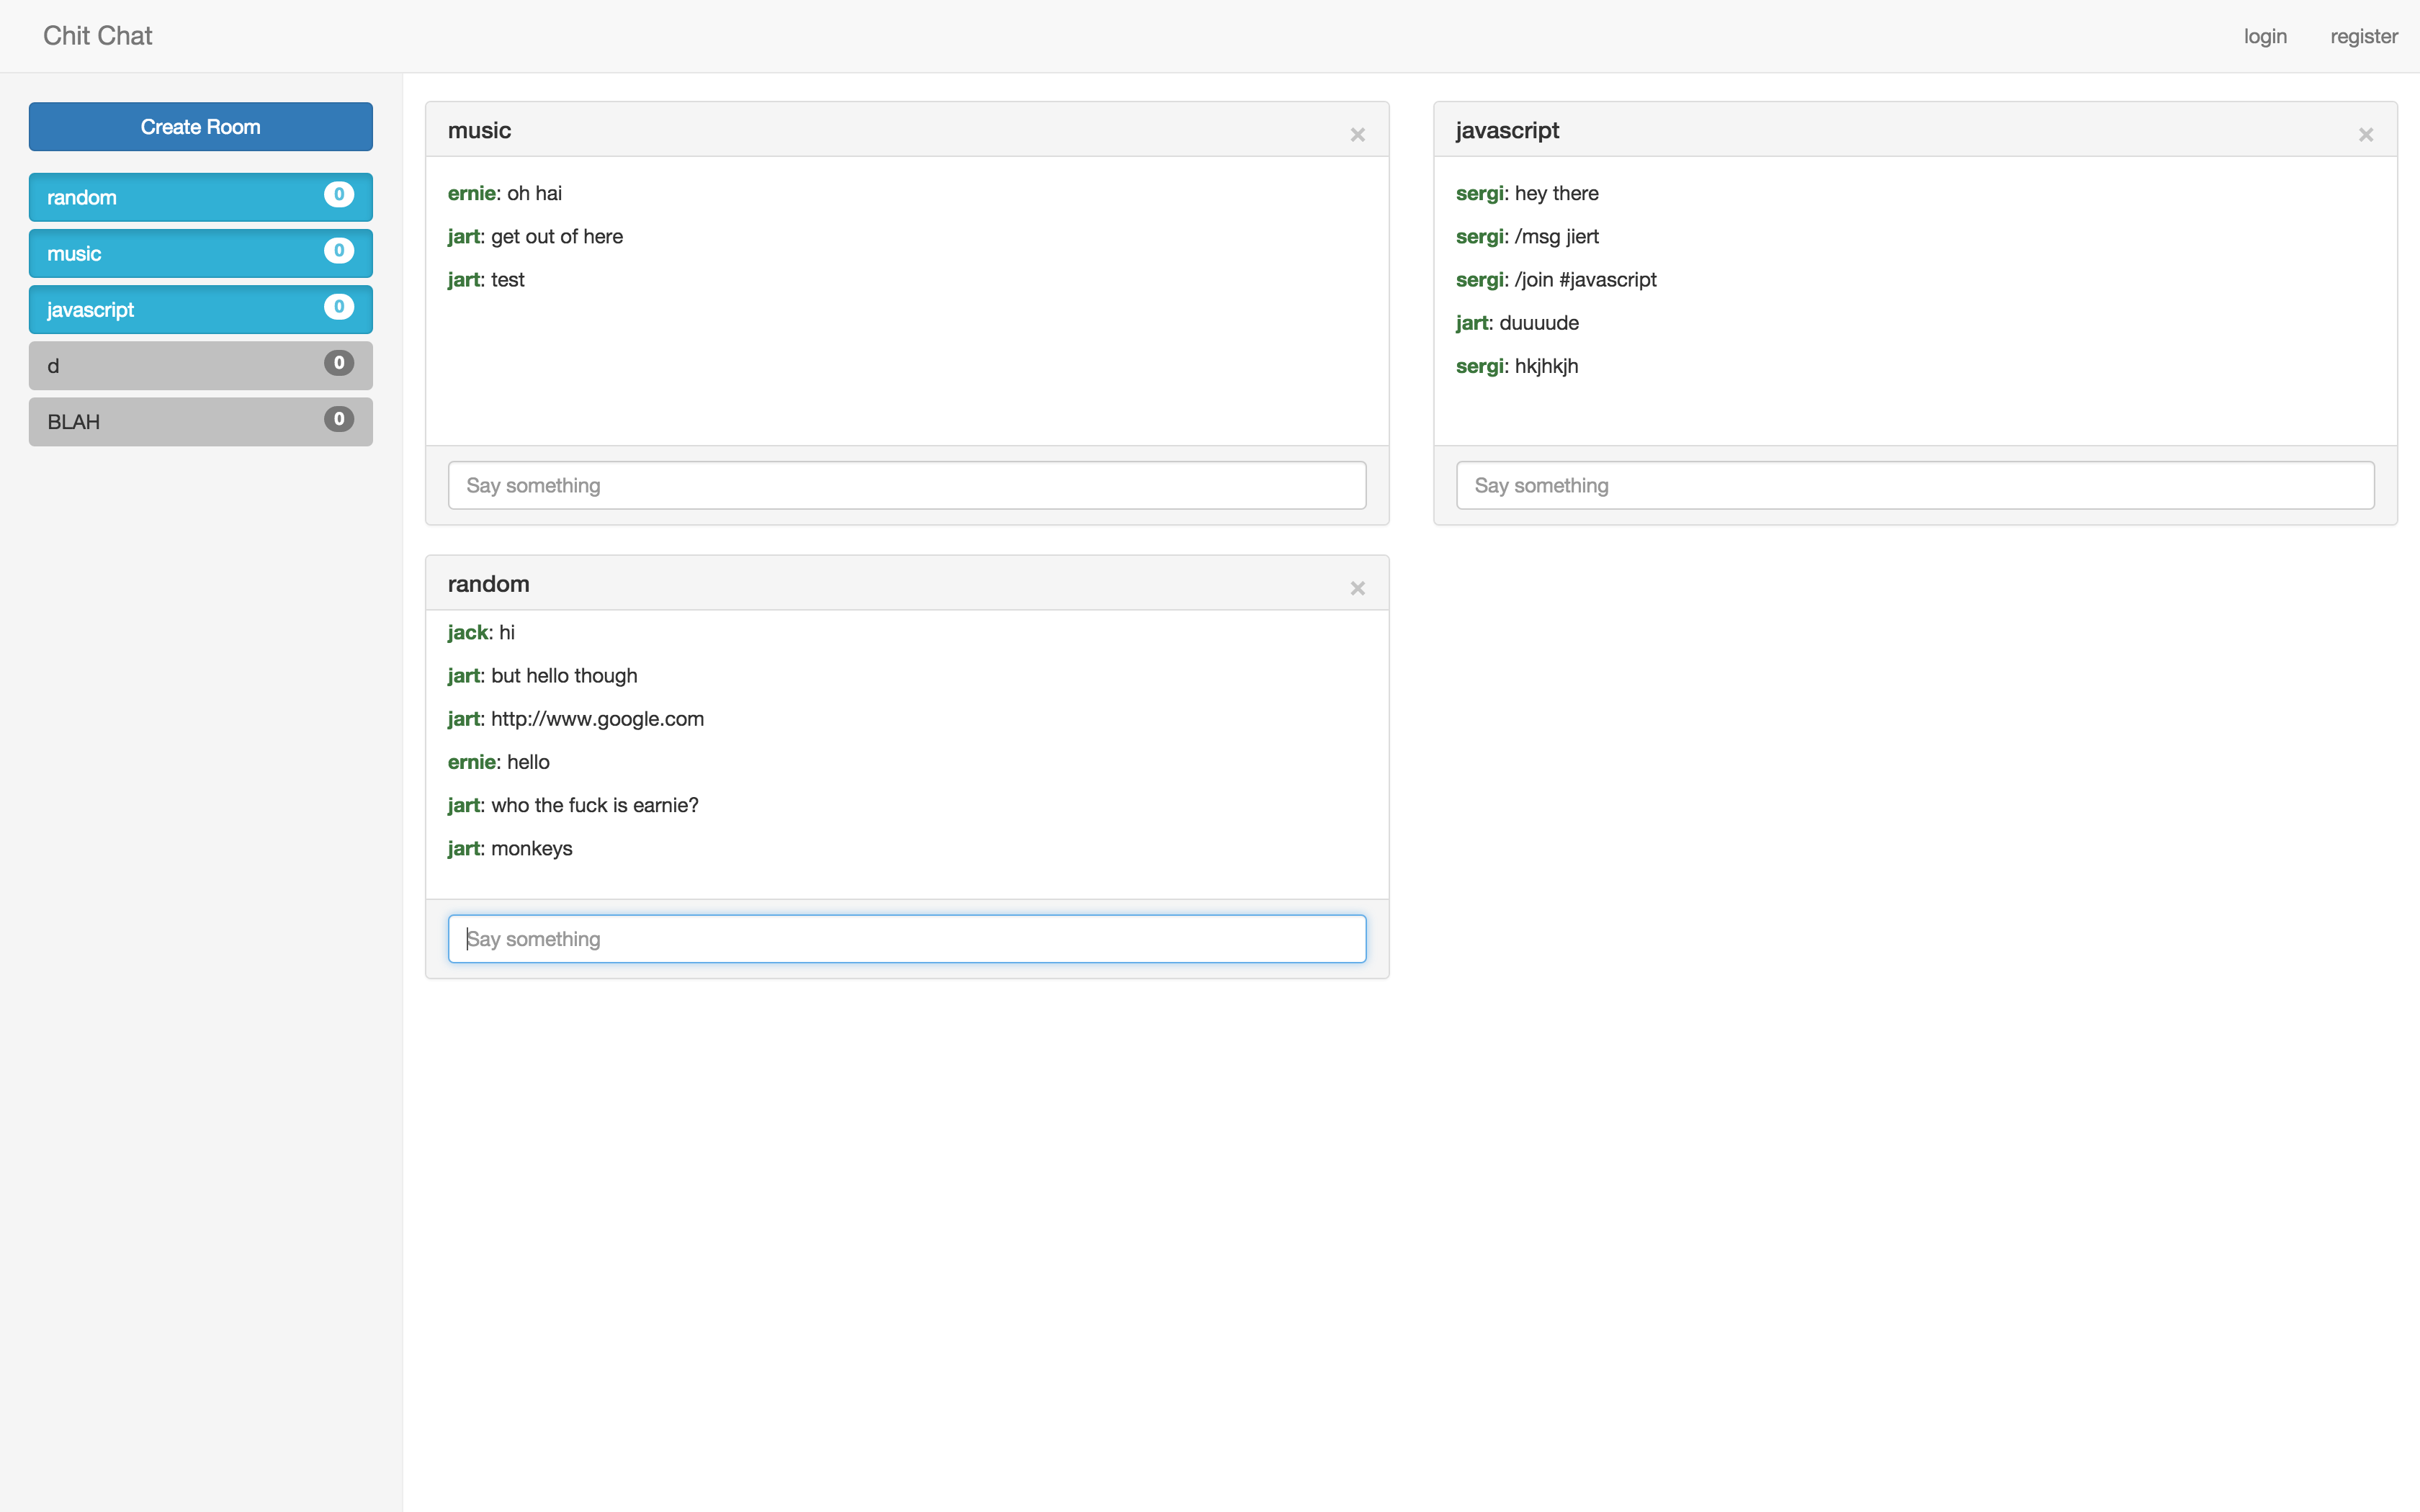 Chit Chat
login
register
Create Room
random 0
music 0
javascript 0
d 0
BLAH 0
music ×
ernie: oh hai
jart: get out of here
jart: test
Say something
javascript ×
sergi: hey there
sergi: /msg jiert
sergi: /join #javascript
jart: duuuude
sergi: hkjhkjh
Say something
random ×
jack: hi
jart: but hello though
jart: http://www.google.com
ernie: hello
jart: who the fuck is earnie?
jart: monkeys
Say something